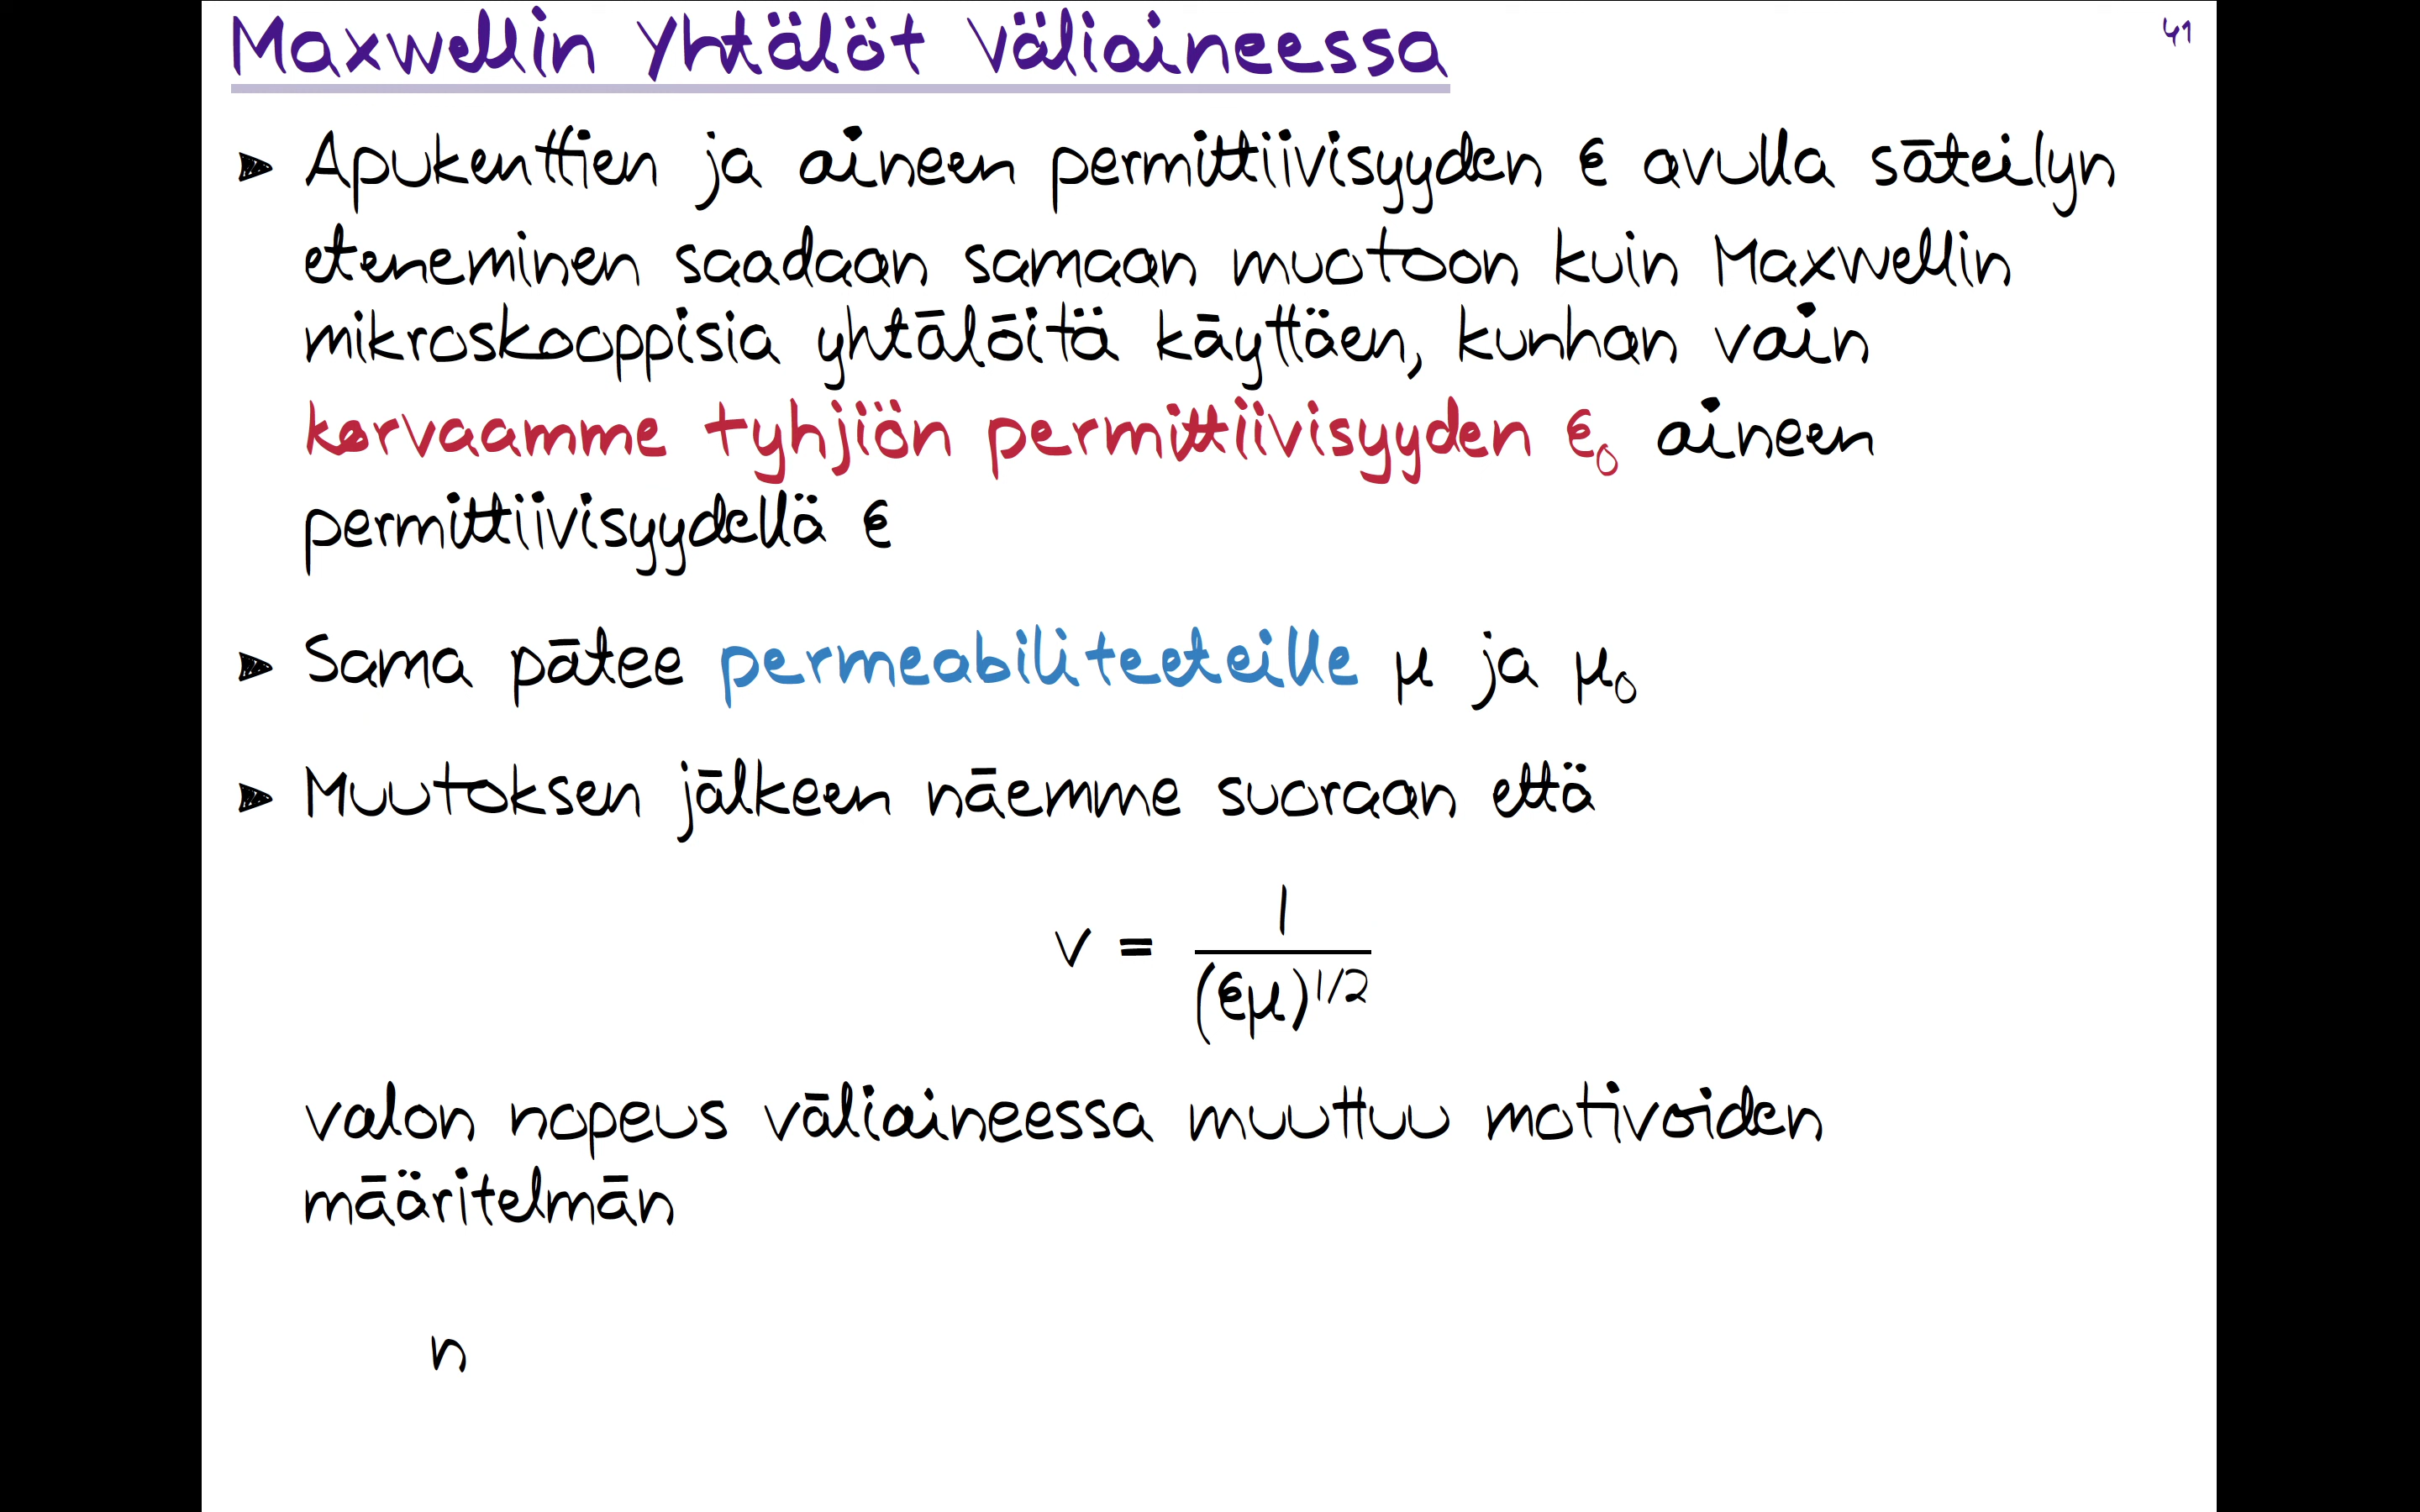 Maxwellin Yhtälöt Väliaineessa
41
Apukenttien ja aineen permittiivisyyden ϵ avulla säteilyn
eteneminen saadaan samaan muotoon kuin Maxwellin
mikroskooppisia yhtälöitä käyttäen, kunhan vain
korvaamme tyhjiön permittiivisyyden ϵ₀ aineen
permittiivisyydellä ϵ
Sama pätee permeabiliteeteille μ ja μ₀
Muutoksen jälkeen näemme suoraan että
v = 1/(ϵμ)^1/2
valon nopeus väliaineessa muuttuu motivoiden
määritelmän
n